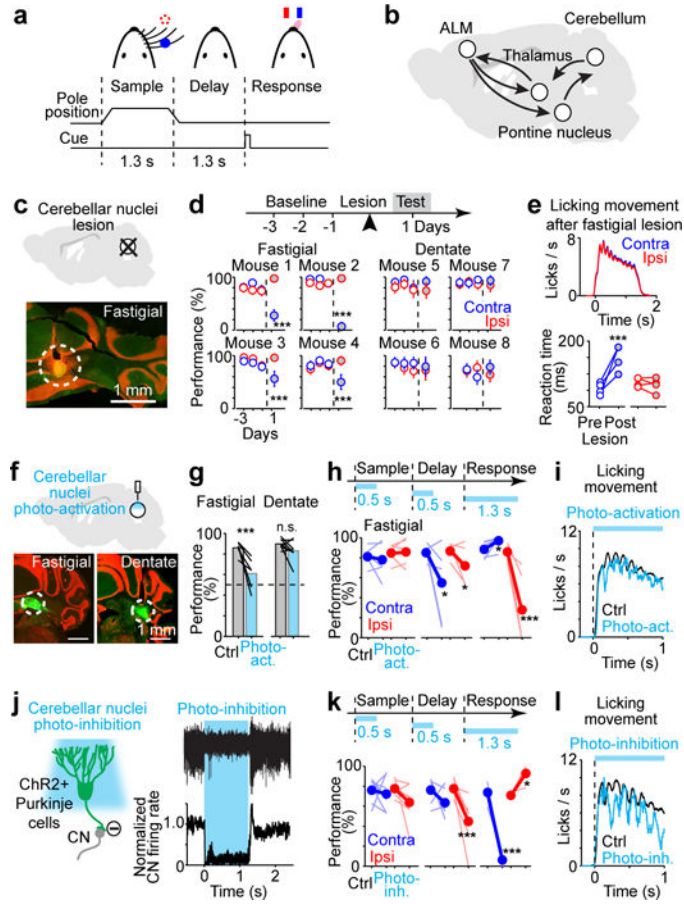 a
Sample Delay Response
Pole
position
Cue
1.3 s 1.3 s
b
Cerebellum
ALM
Thalamus
Pontine nucleus
c
Cerebellar nuclei
lesion
Fastigial
1 mm
d
Baseline Lesion Test
-3 -2 -1 1 Days
Fastigial Dentate
Mouse 1 Mouse 2 Mouse 5 Mouse 7
Performance (%)
100
0
***
***
Contra
Ipsi
Mouse 3 Mouse 4 Mouse 6 Mouse 8
Performance (%)
100
0
***
***
-3 1
Days
e
Licking movement
after fastigial lesion
Licks / s
8
0
Contra
Ipsi
0 2
Time (s)
Reaction time
(ms)
200
50
***
Pre Post
Lesion
f
Cerebellar
nuclei
photo-activation
Fastigial Dentate
1 mm
g
Fastigial Dentate
Performance
(%)
100
0
***
n.s.
Ctrl Photo-
act.
h
Sample Delay Response
0.5 s 0.5 s 1.3 s
Fastigial
Performance
(%)
100
0
Contra
Ipsi
*
*
*
***
Ctrl Photo-
act.
i
Licking
movement
Photo-activation
Licks / s
12
0
Ctrl
Photo-act.
0 1
Time (s)
j
Cerebellar nuclei
photo-inhibition
ChR2+
Purkinje
cells
CN
Photo-inhibition
Normalized
CN firing rate
1.0
0
0 1 2
Time (s)
k
Sample Delay Response
0.5 s 0.5 s 1.3 s
Performance
(%)
100
0
Contra
Ipsi
***
***
*
Ctrl Photo-
inh.
l
Licking
movement
Photo-inhibition
Licks / s
12
0
Ctrl
Photo-inh.
0 1
Time (s)